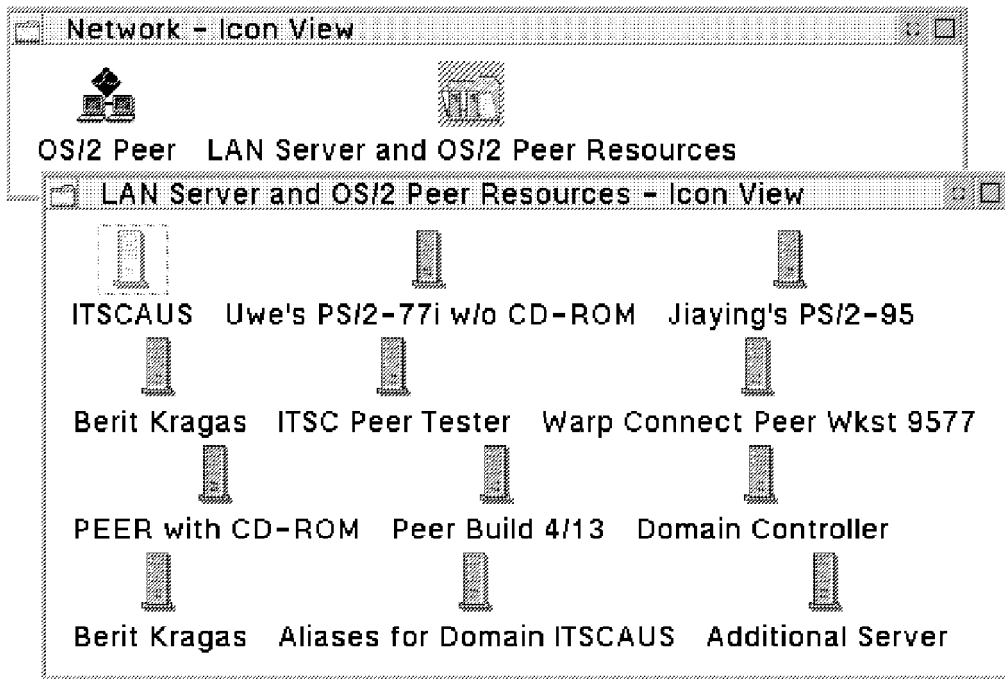 Network - Icon View
OS/2 Peer LAN Server and OS/2 Peer Resources
LAN Server and OS/2 Peer Resources - Icon View
ITSCAUS Uwe's PS/2-77i w/o CD-ROM Jiaying's PS/2-95
Berit Kragas ITSC Peer Tester Warp Connect Peer Wkst 9577
PEER with CD-ROM Peer Build 4/13 Domain Controller
Berit Kragas Aliases for Domain ITSCAUS Additional Server